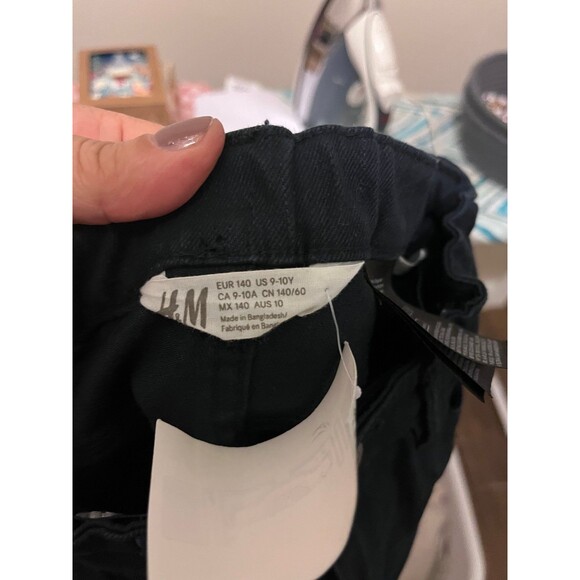 H&M
EUR 140 US 9-10Y
CA 9-10A CN 140/60
MX 140 AUS 10
Made in Bangladesh/
Fabriqué en Bang